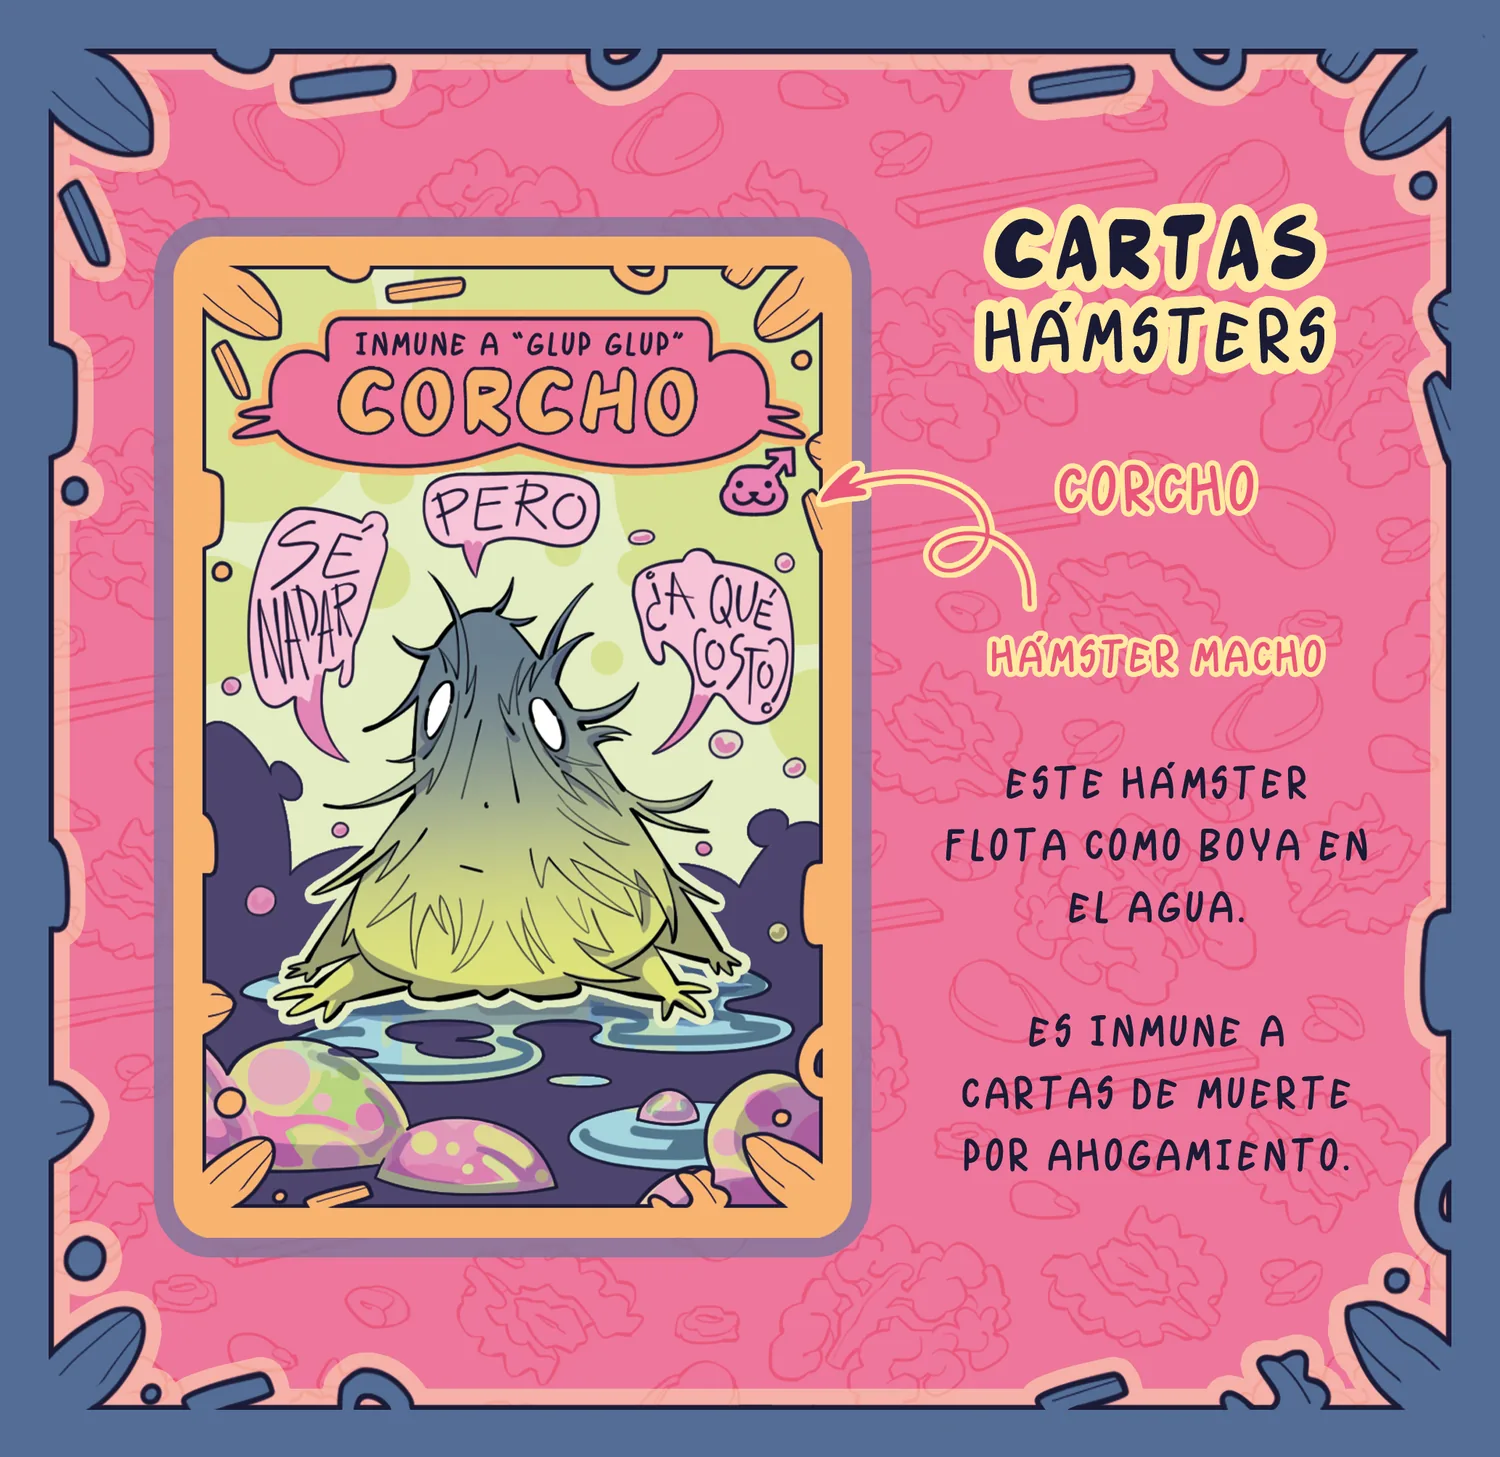 INMUNE A "GLUP GLUP"
CORCHO
SÉ
NADAR
PERO
¿A QUÉ
COSTO?
CARTAS
HÁMSTERS
CORCHO
HÁMSTER MACHO
ESTE HÁMSTER
FLOTA COMO BOYA EN
EL AGUA.
ES INMUNE A
CARTAS DE MUERTE
POR AHOGAMIENTO.